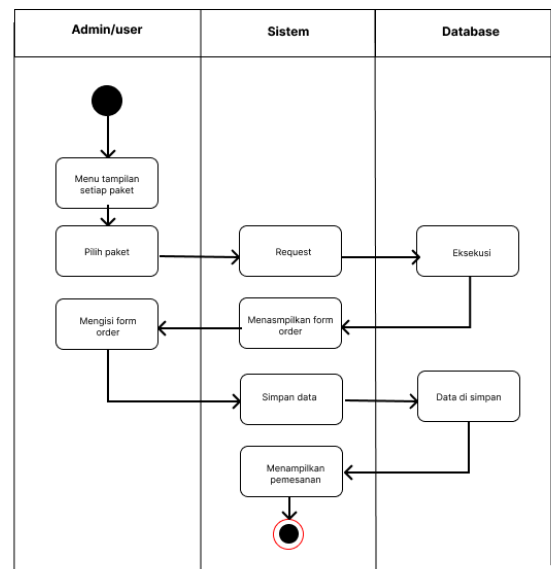 Admin/user
Sistem
Database
Menu tampilan
setiap paket
Pilih paket
Request
Eksekusi
Mengisi form
order
Menasmpilkan form
order
Simpan data
Data di simpan
Menampilkan
pemesanan